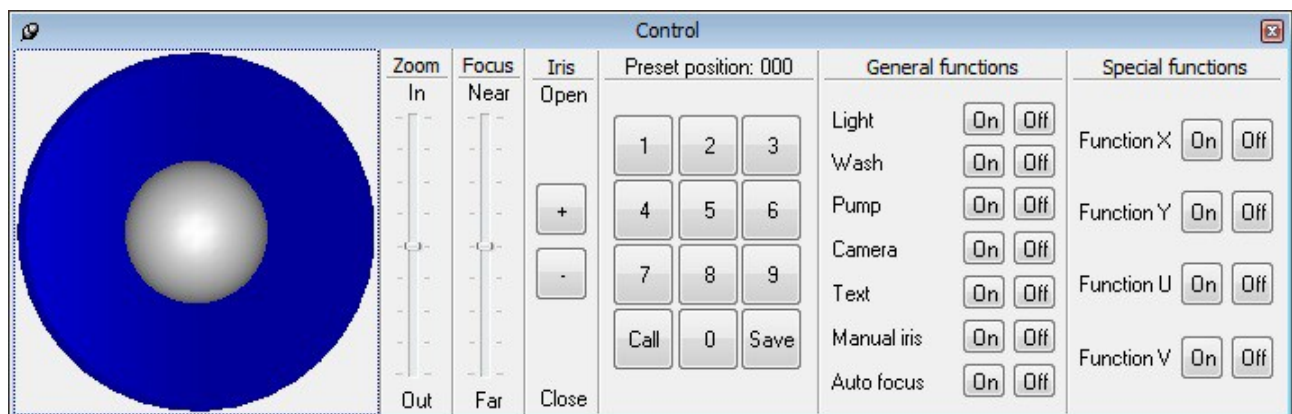 Control
Zoom
In
Out
Focus
Near
Far
Iris
Open
+
-
Close
Preset position: 000
1 2 3
4 5 6
7 8 9
Call 0 Save
General functions
Light On Off
Wash On Off
Pump On Off
Camera On Off
Text On Off
Manual iris On Off
Auto focus On Off
Special functions
Function X On Off
Function Y On Off
Function U On Off
Function V On Off